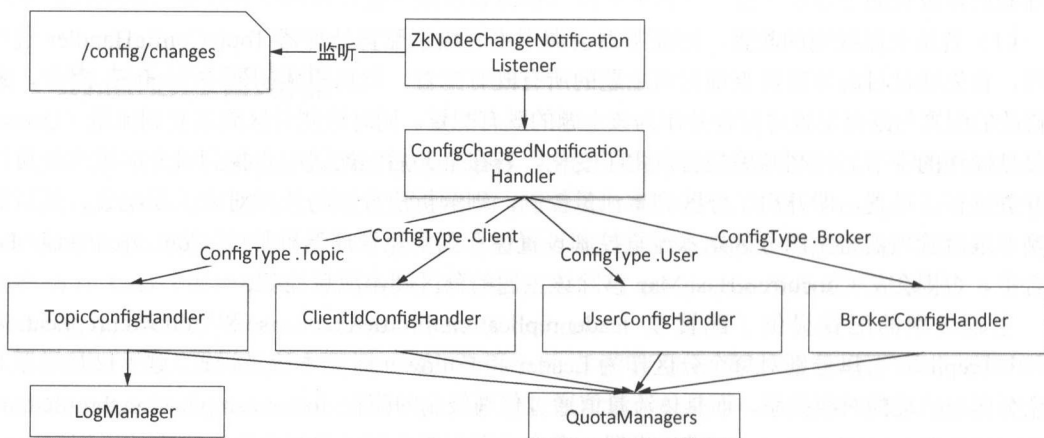 /config/changes
监听
ZkNodeChangeNotification
Listener
ConfigChangedNotification
Handler
ConfigType .Client
ConfigType .Broker
ConfigType .Topic
ConfigType .User
TopicConfigHandler
ClientIdConfigHandler
UserConfigHandler
BrokerConfigHandler
LogManager
QuotaManagers